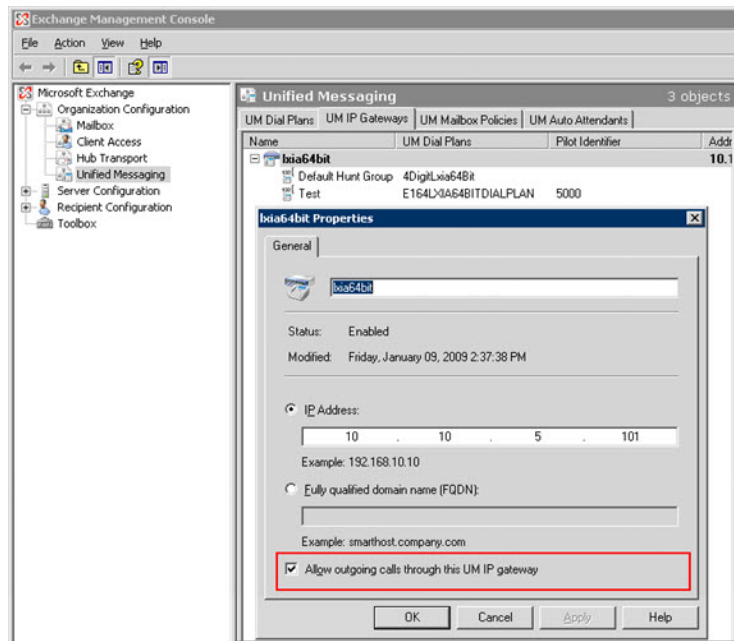 Exchange Management Console
File Action View Help
Microsoft Exchange
Organization Configuration
Mailbox
Client Access
Hub Transport
Unified Messaging
Server Configuration
Recipient Configuration
Toolbox
Unified Messaging 3 objects
UM Dial Plans UM IP Gateways UM Mailbox Policies UM Auto Attendants
Name UM Dial Plans Pilot Identifier Addr
lxia64bit 10.1
Default Hunt Group 4DigitLxia64Bit
Test E164LXIA64BITDIALPLAN 5000
lxia64bit Properties
General
lxia64bit
Status: Enabled
Modified: Friday, January 09, 2009 2:37:38 PM
IP Address:
10 . 10 . 5 . 101
Example: 192.168.10.10
Fully qualified domain name (FQDN):
Example: smarthost.company.com
Allow outgoing calls through this UM IP gateway
OK Cancel Apply Help